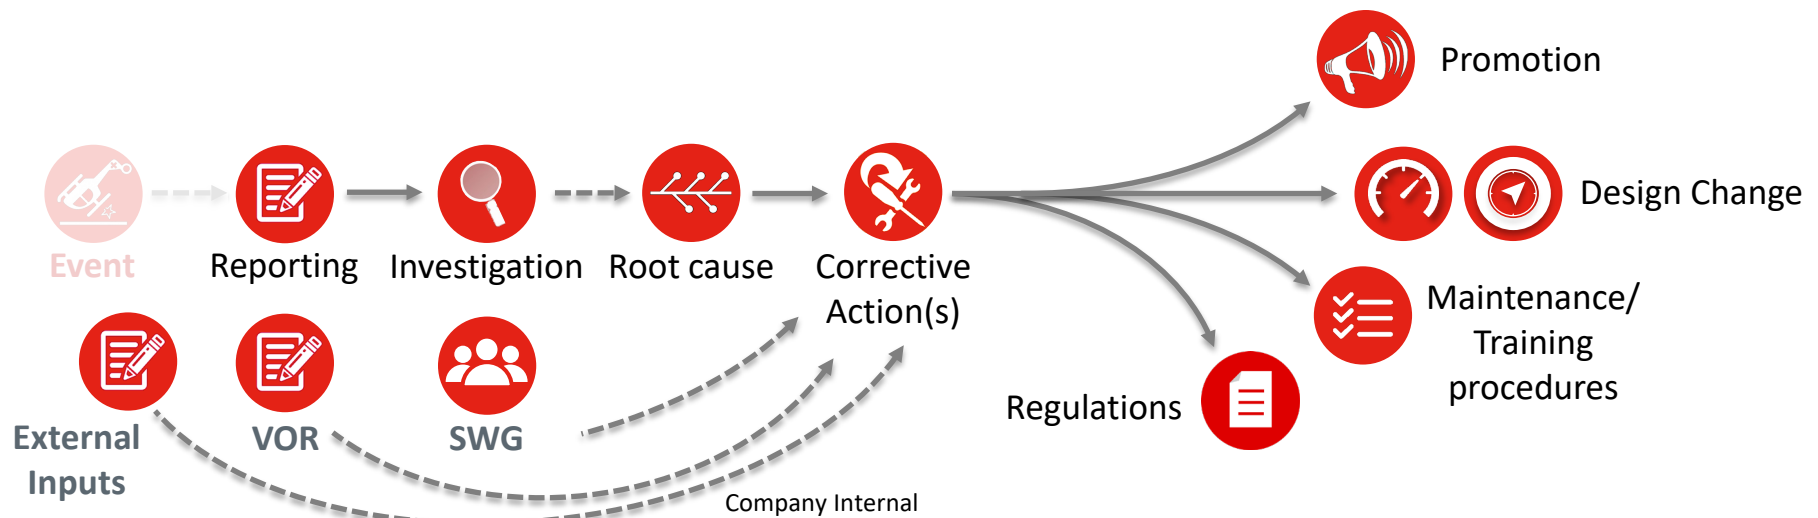 Promotion
Design Change
Event
Reporting
Investigation
Root cause
Corrective
Action(s)
Maintenance/
Training
procedures
Regulations
External
Inputs
VOR
SWG
Company Internal